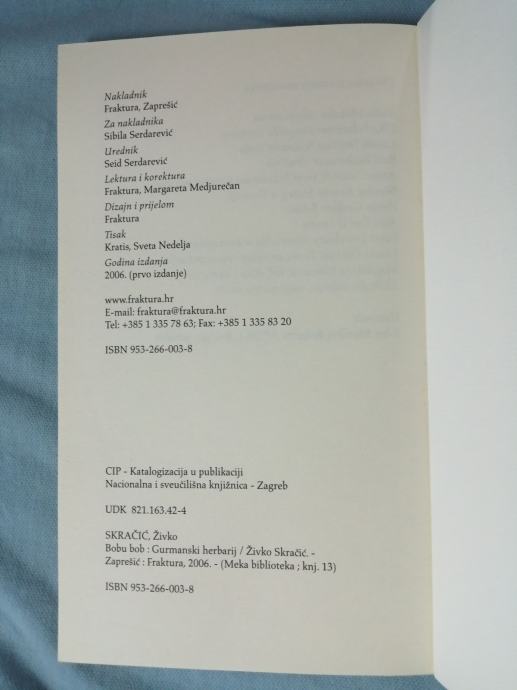 Nakladnik
Fraktura, Zaprešić
Za nakladnika
Sibila Serdarević
Urednik
Seid Serdarević
Lektura i korektura
Fraktura, Margareta Medjurečan
Dizajn i prijelom
Fraktura
Tisak
Kratis, Sveta Nedelja
Godina izdanja
2006. (prvo izdanje)
www.fraktura.hr
E-mail: fraktura@fraktura.hr
Tel: +385 1 335 78 63; Fax: +385 1 335 83 20
ISBN 953-266-003-8
CIP - Katalogizacija u publikaciji
Nacionalna i sveučilišna knjižnica - Zagreb
UDK 821.163.42-4
SKRAČIĆ, Živko
Bobu bob : Gurmanski herbarij / Živko Skračić. -
Zaprešić : Fraktura, 2006. - (Meka biblioteka ; knj. 13)
ISBN 953-266-003-8